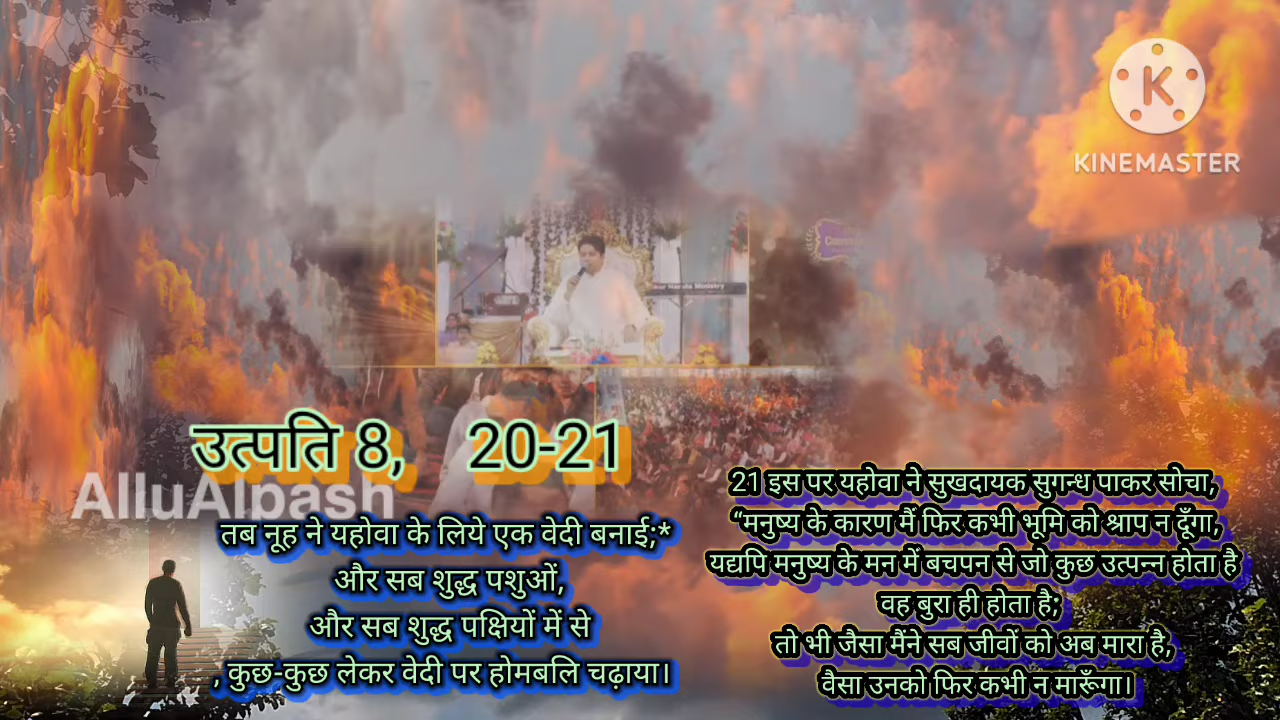 KINEMASTER
उत्पति 8, 20-21
AlluAlpash
तब नूह ने यहोवा के लिये एक वेदी बनाई;*
और सब शुद्ध पशुओं,
और सब शुद्ध पक्षियों में से
, कुछ-कुछ लेकर वेदी पर होमबलि चढ़ाया।
21 इस पर यहोवा ने सुखदायक सुगन्ध पाकर सोचा,
“मनुष्य के कारण मैं फिर कभी भूमि को श्राप न दूँगा,
यद्यपि मनुष्य के मन में बचपन से जो कुछ उत्पन्न होता है
वह बुरा ही होता है;
तो भी जैसा मैंने सब जीवों को अब मारा है,
वैसा उनको फिर कभी न मारूँगा।